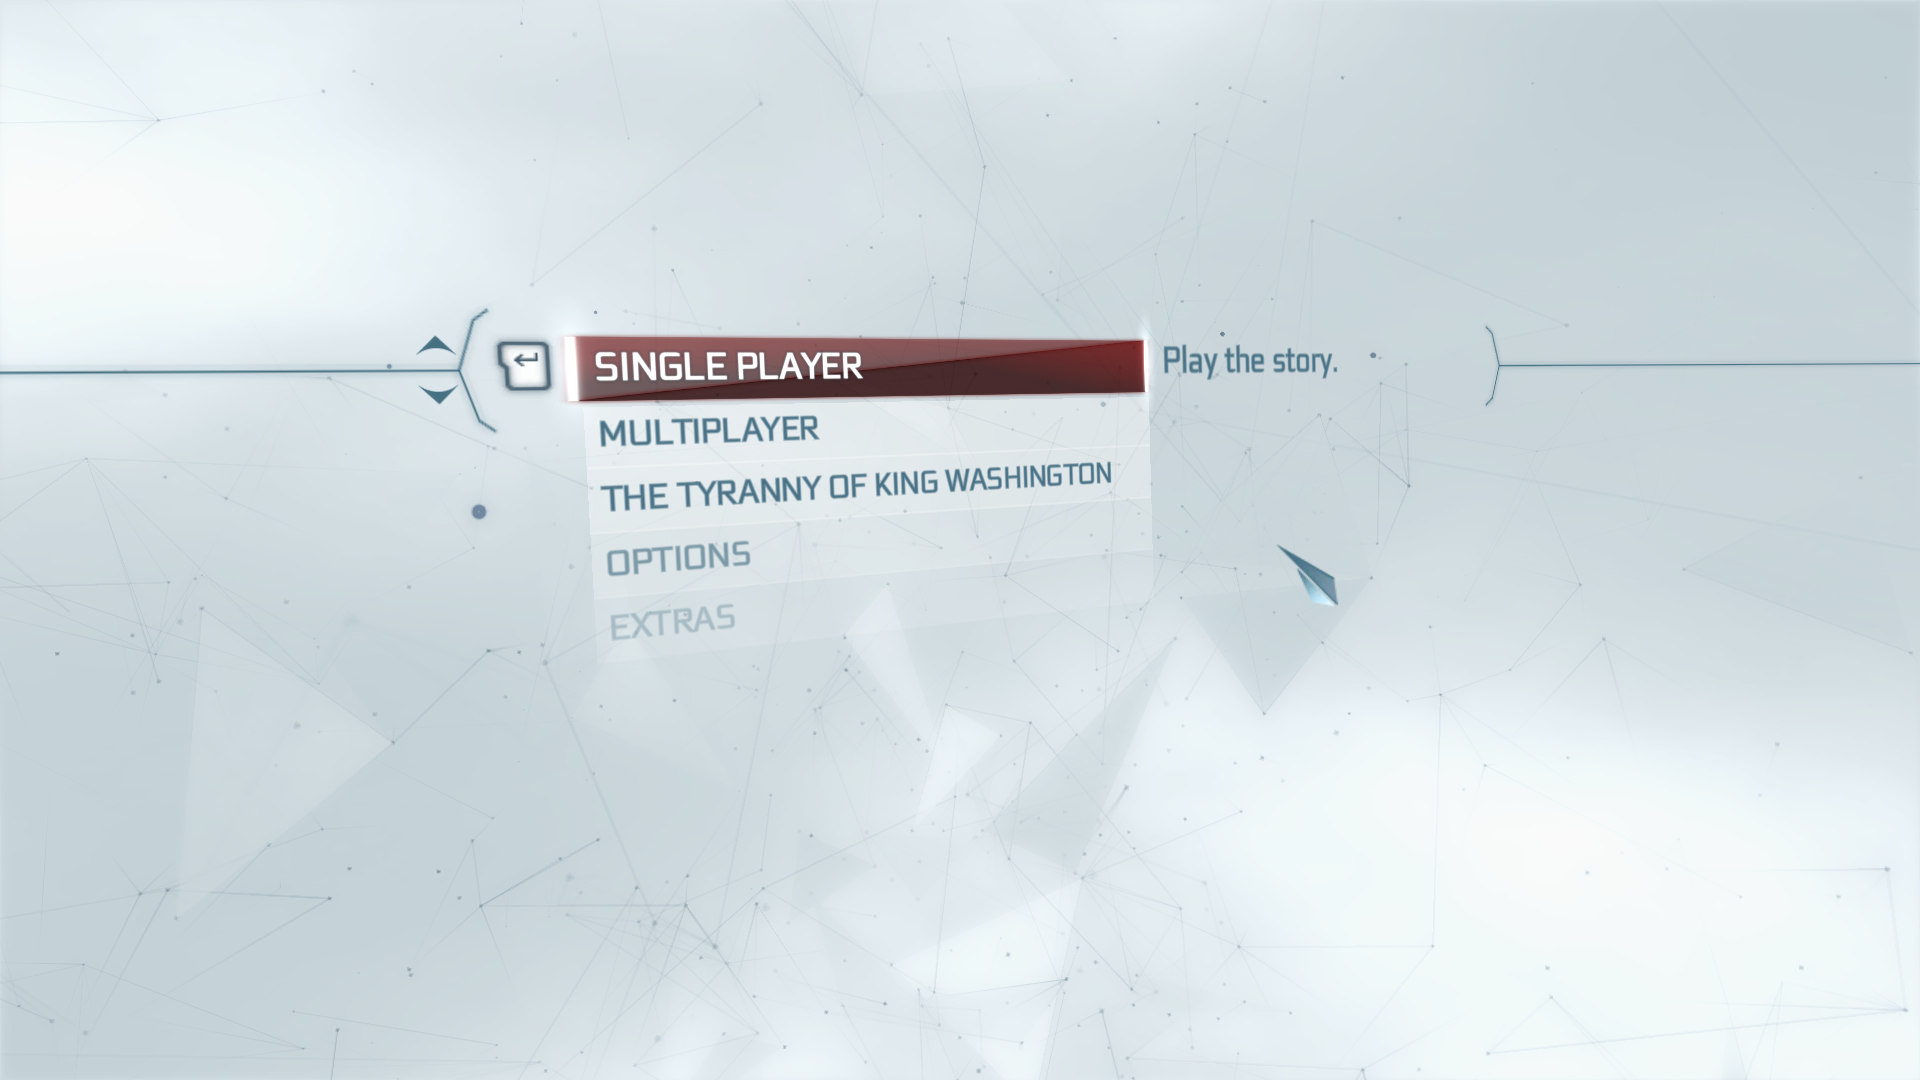 SINGLE PLAYER
Play the story.
MULTIPLAYER
THE TYRANNY OF KING WASHINGTON
OPTIONS
EXTRAS